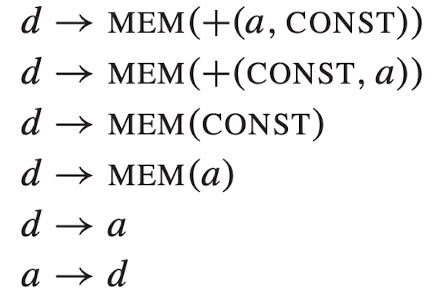 d → MEM(+(a, CONST))
d → MEM(+(CONST, a))
d → MEM(CONST)
d → MEM(a)
d → a
a → d